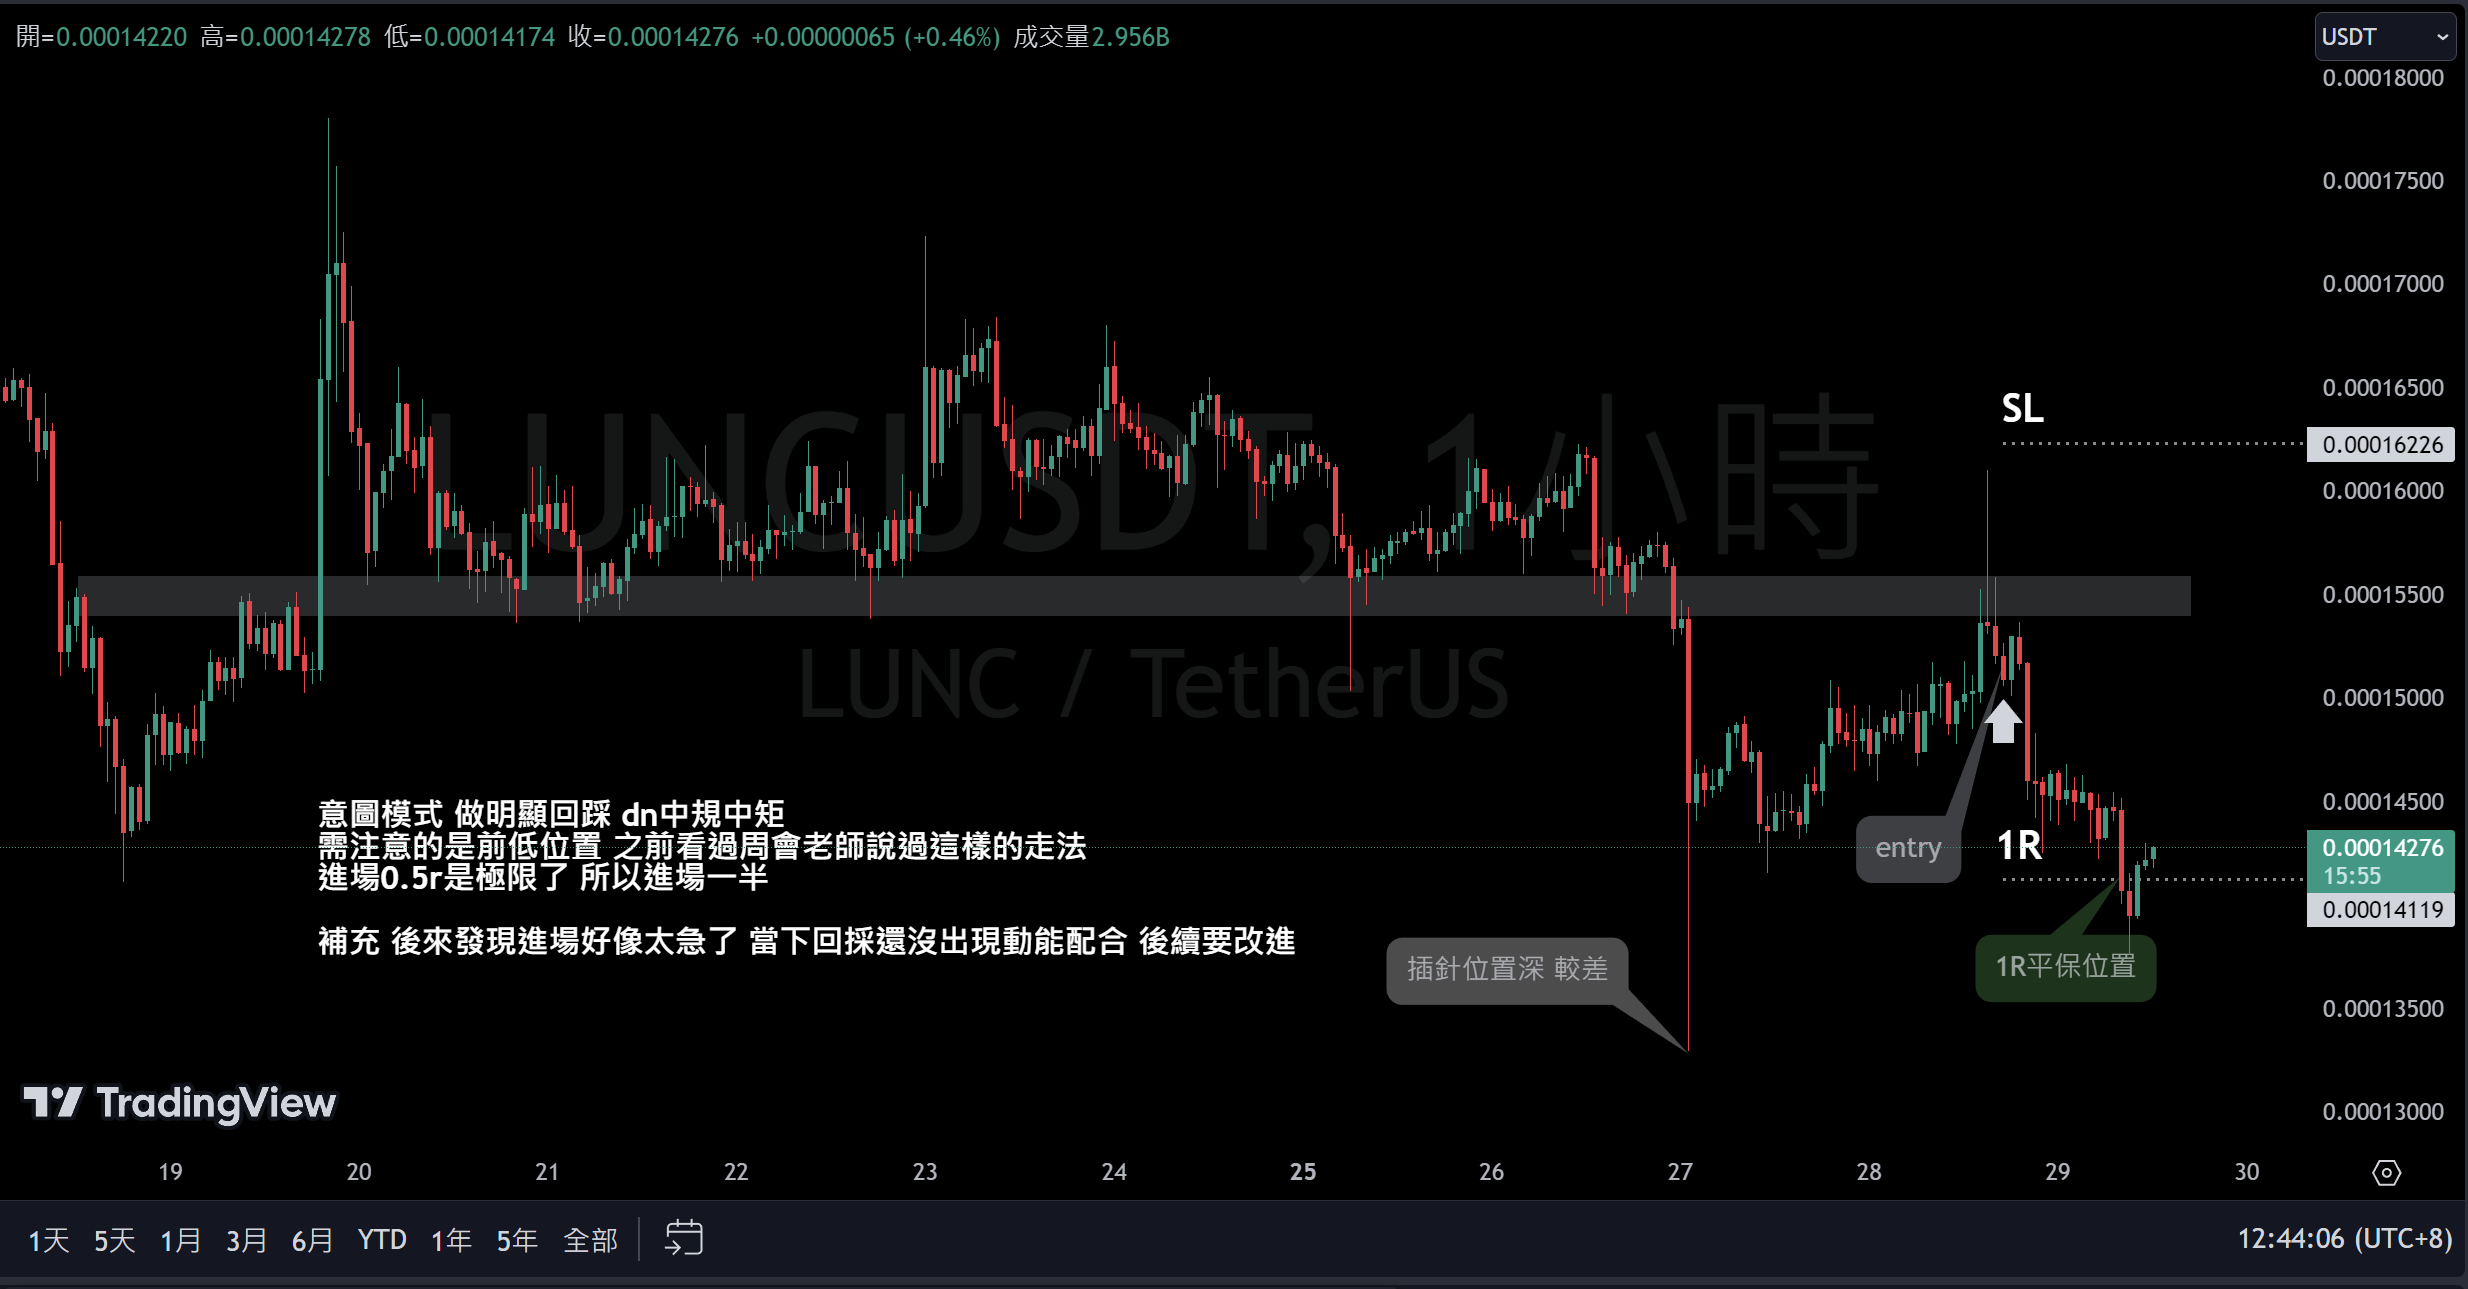 開=0.00014220 高=0.00014278 低=0.00014174 收=0.00014276 +0.00000065 (+0.46%) 成交量2.956B
USDT
0.00018000
0.00017500
0.00017000
0.00016500
SL
0.00016226
0.00016000
LUNCUSDT, 1小時
0.00015500
LUNC / TetherUS
0.00015000
意圖模式 做明顯回踩 dn中規中矩
需注意的是前低位置 之前看過周會老師說過這樣的走法
進場0.5r是極限了 所以進場一半
補充 後來發現進場好像太急了 當下回採還沒出現動能配合 後續要改進
0.00014500
entry
1R
0.00014276
15:55
0.00014119
插針位置深 較差
1R平保位置
0.00013500
TradingView
0.00013000
19 20 21 22 23 24 25 26 27 28 29 30
1天 5天 1月 3月 6月 YTD 1年 5年 全部
12:44:06 (UTC+8)